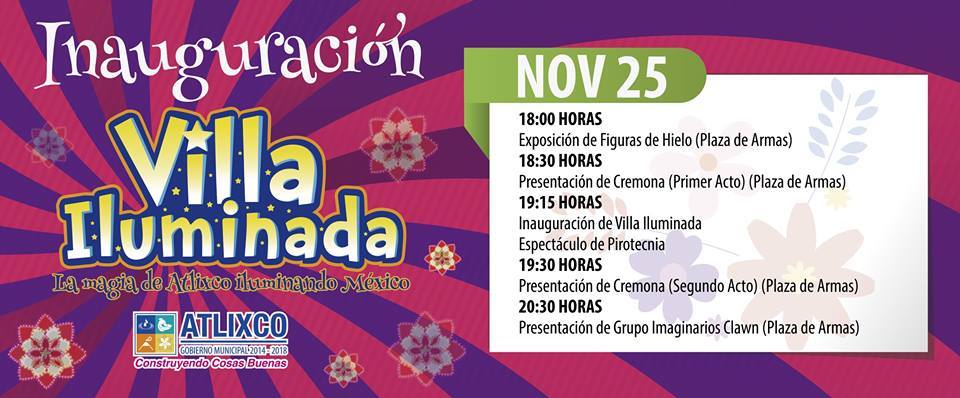 Inauguración
Villa
Iluminada
La magia de Atlixco iluminando México
ATLIXCO
GOBIERNO MUNICIPAL 2014 - 2018
Construyendo Cosas Buenas
NOV 25
18:00 HORAS
Exposición de Figuras de Hielo (Plaza de Armas)
18:30 HORAS
Presentación de Cremona (Primer Acto) (Plaza de Armas)
19:15 HORAS
Inauguración de Villa Iluminada
Espectáculo de Pirotecnia
19:30 HORAS
Presentación de Cremona (Segundo Acto) (Plaza de Armas)
20:30 HORAS
Presentación de Grupo Imaginarios Clawn (Plaza de Armas)